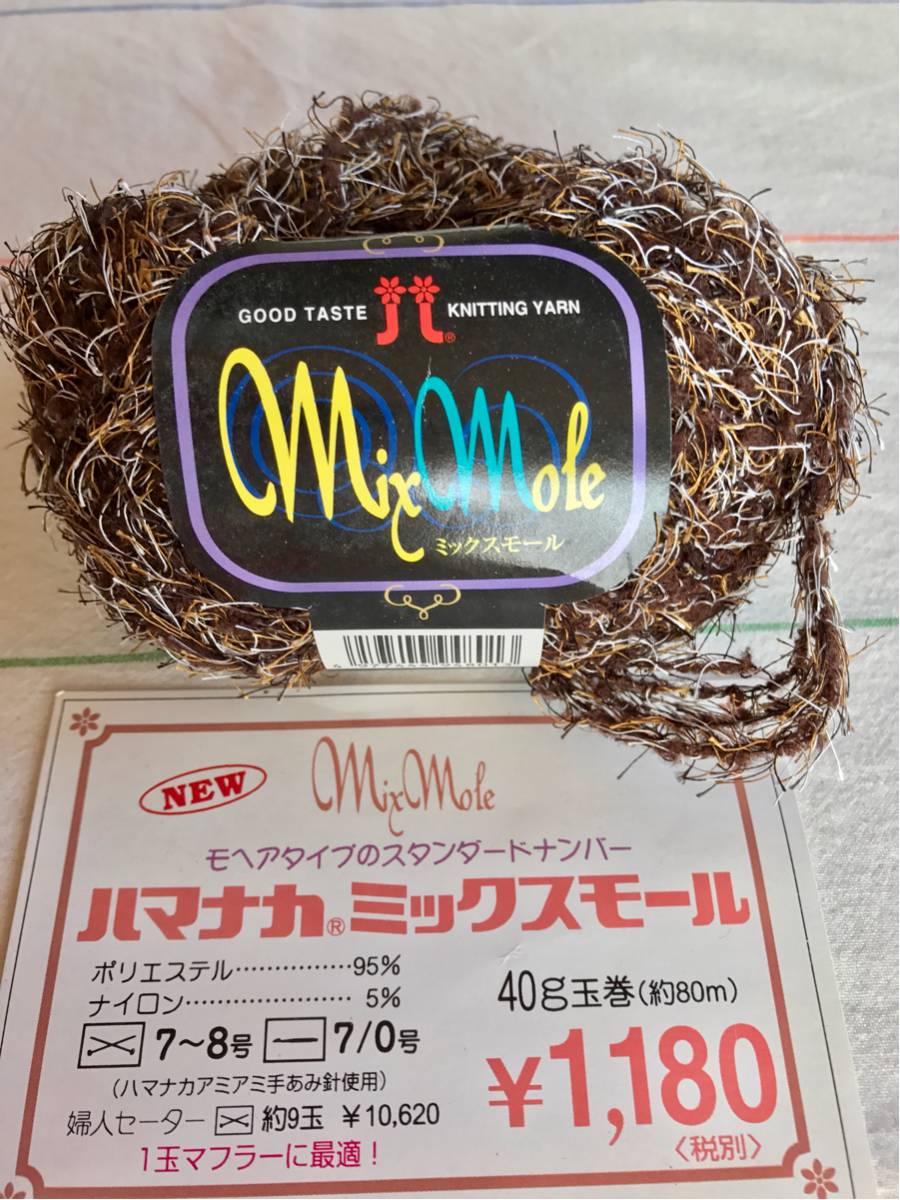 GOOD TASTE ハ® KNITTING YARN
MixMole
ミックスモール
NEW
MixMole
モヘアタイプのスタンダードナンバー
ハマナカ®ミックスモール
ポリエステル……………95%
ナイロン………………… 5%
40g玉巻(約80m)
7〜8号 7/0号
(ハマナカアミアミ手あみ針使用)
¥1,180
婦人セーター 約9玉 ¥10,620
〈税別〉
1玉マフラーに最適!